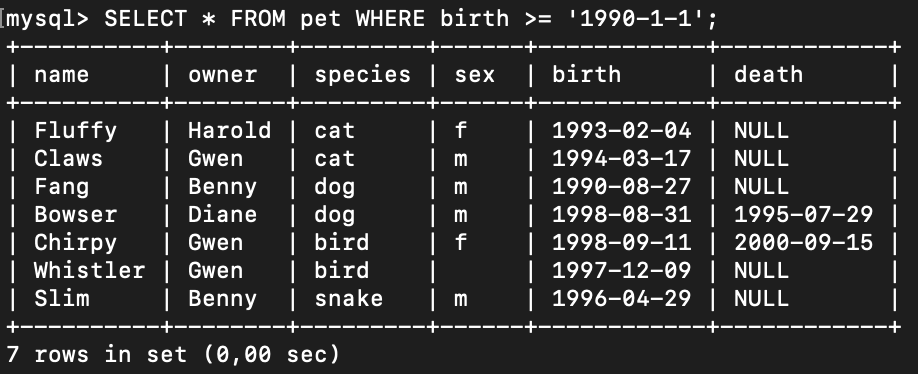 mysql> SELECT * FROM pet WHERE birth >= '1990-1-1';
+----------+--------+---------+-----+------------+------------+
| name     | owner  | species | sex | birth      | death      |
+----------+--------+---------+-----+------------+------------+
| Fluffy   | Harold | cat     | f   | 1993-02-04 | NULL       |
| Claws    | Gwen   | cat     | m   | 1994-03-17 | NULL       |
| Fang     | Benny  | dog     | m   | 1990-08-27 | NULL       |
| Bowser   | Diane  | dog     | m   | 1998-08-31 | 1995-07-29 |
| Chirpy   | Gwen   | bird    | f   | 1998-09-11 | 2000-09-15 |
| Whistler | Gwen   | bird    |     | 1997-12-09 | NULL       |
| Slim     | Benny  | snake   | m   | 1996-04-29 | NULL       |
+----------+--------+---------+-----+------------+------------+
7 rows in set (0,00 sec)